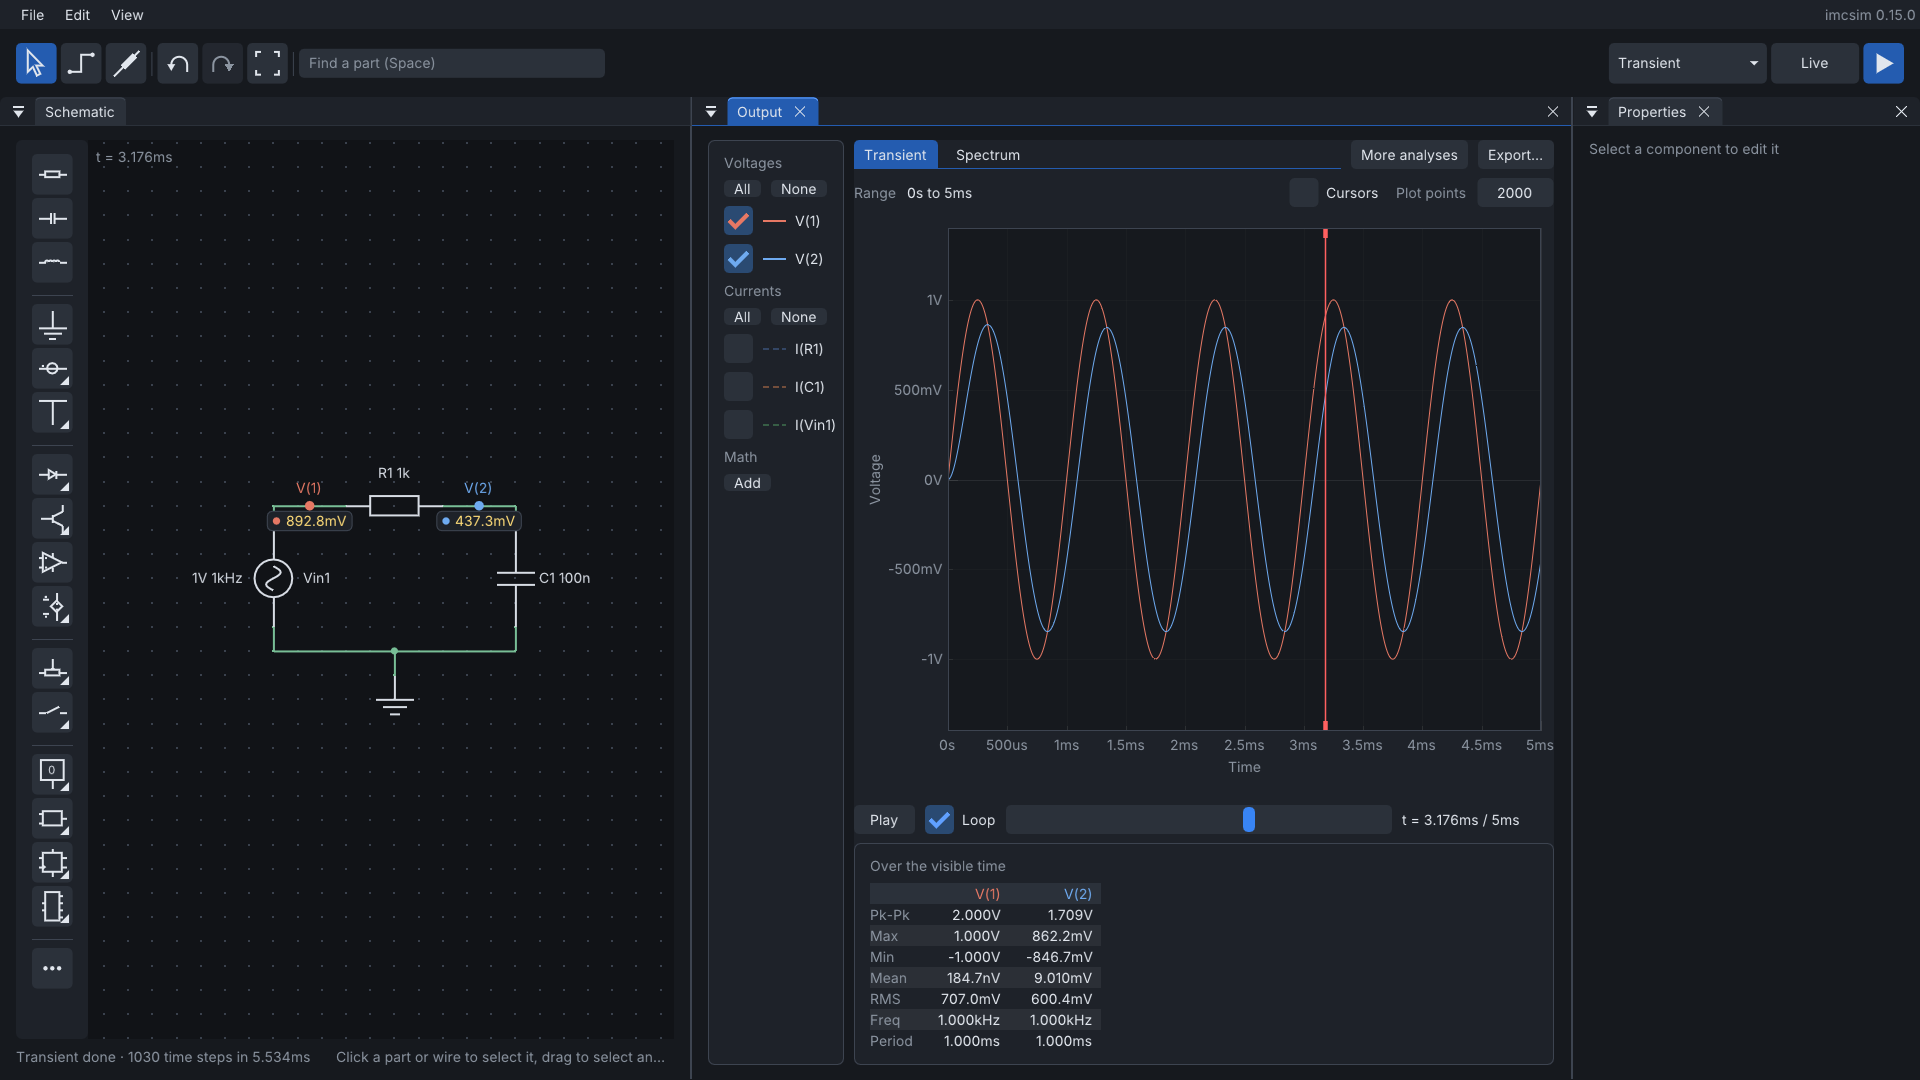 File Edit View
imcsim 0.15.0
Find a part (Space)
Transient
Live
Schematic
Output
Properties
t = 3.176ms
R1 1k
V(1)
V(2)
892.8mV
437.3mV
1V 1kHz
Vin1
C1 100n
0
Transient done · 1030 time steps in 5.534ms
Click a part or wire to select it, drag to select an...
Voltages
All None
V(1)
V(2)
Currents
All None
I(R1)
I(C1)
I(Vin1)
Math
Add
Transient Spectrum
More analyses Export...
Range 0s to 5ms
Cursors Plot points 2000
Voltage
1V
500mV
0V
-500mV
-1V
0s 500us 1ms 1.5ms 2ms 2.5ms 3ms 3.5ms 4ms 4.5ms 5ms
Time
Play Loop t = 3.176ms / 5ms
Over the visible time
V(1) V(2)
Pk-Pk 2.000V 1.709V
Max 1.000V 862.2mV
Min -1.000V -846.7mV
Mean 184.7nV 9.010mV
RMS 707.0mV 600.4mV
Freq 1.000kHz 1.000kHz
Period 1.000ms 1.000ms
Select a component to edit it